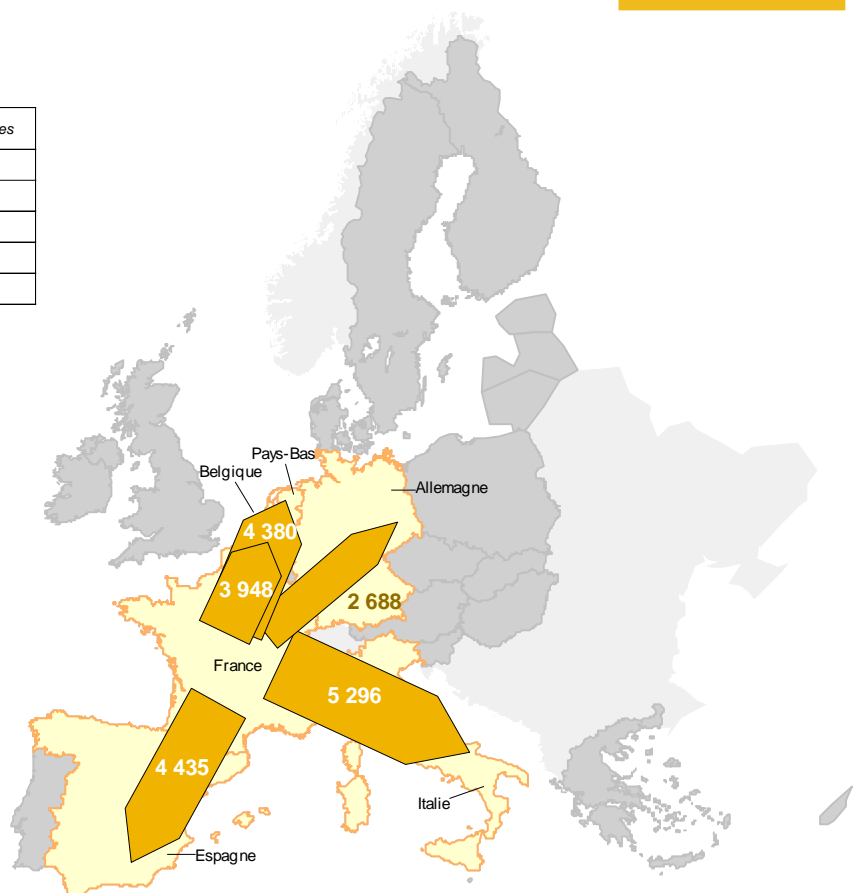 es
Pays-Bas
Belgique
Allemagne
4 380
3 948
2 688
France
5 296
4 435
Italie
Espagne